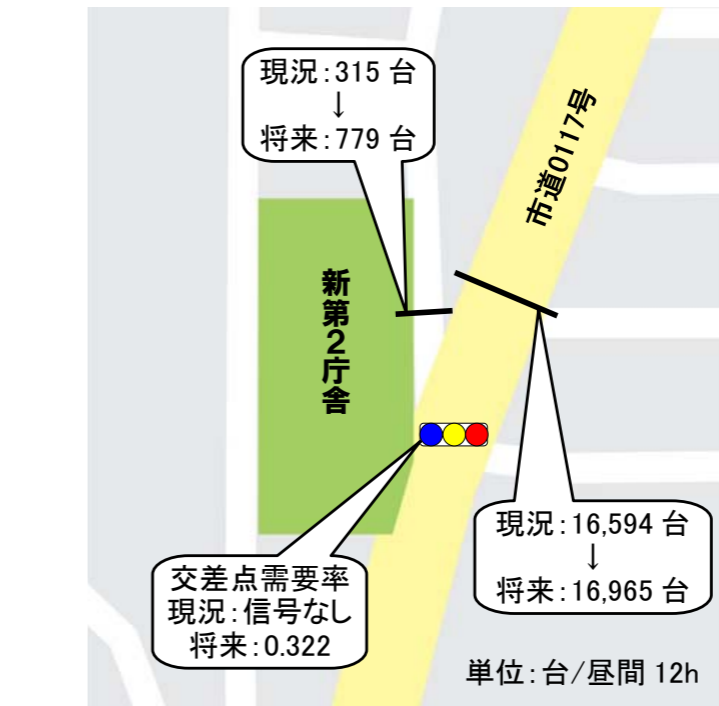 現況:315 台
↓
将来:779 台
市道0117号
新第2庁舎
現況:16,594 台
↓
将来:16,965 台
交差点需要率
現況:信号なし
将来:0.322
単位:台/昼間 12h